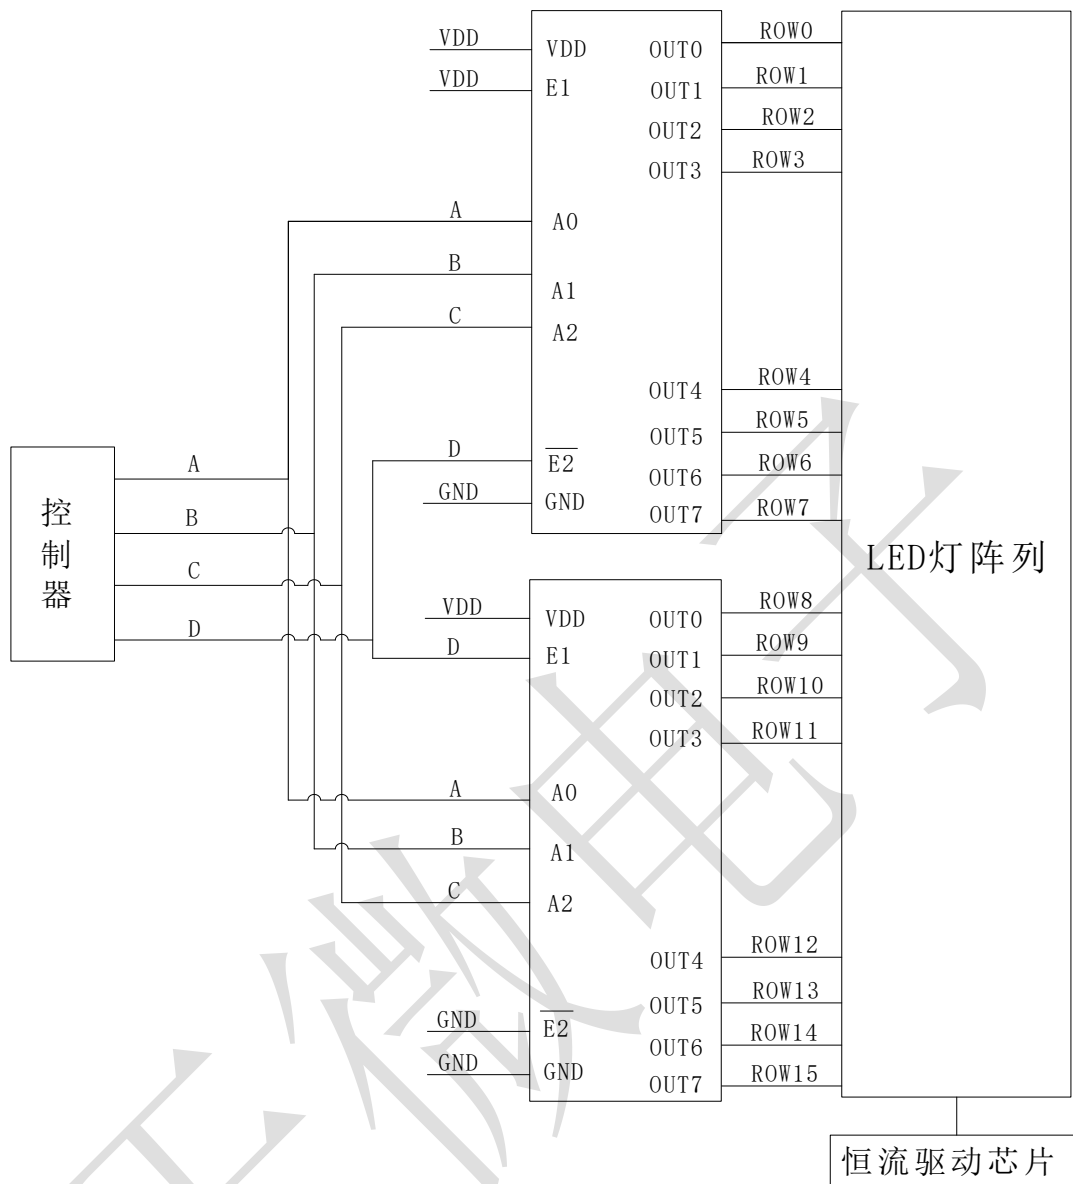 VDD
VDD
A
B
C
D
GND
VDD
E1
A0
A1
A2
E2
GND
OUT0
OUT1
OUT2
OUT3
OUT4
OUT5
OUT6
OUT7
ROW0
ROW1
ROW2
ROW3
ROW4
ROW5
ROW6
ROW7
控制器
A
B
C
D
VDD
D
A
B
C
GND
GND
VDD
E1
A0
A1
A2
E2
GND
OUT0
OUT1
OUT2
OUT3
OUT4
OUT5
OUT6
OUT7
ROW8
ROW9
ROW10
ROW11
ROW12
ROW13
ROW14
ROW15
LED灯阵列
恒流驱动芯片
微电子